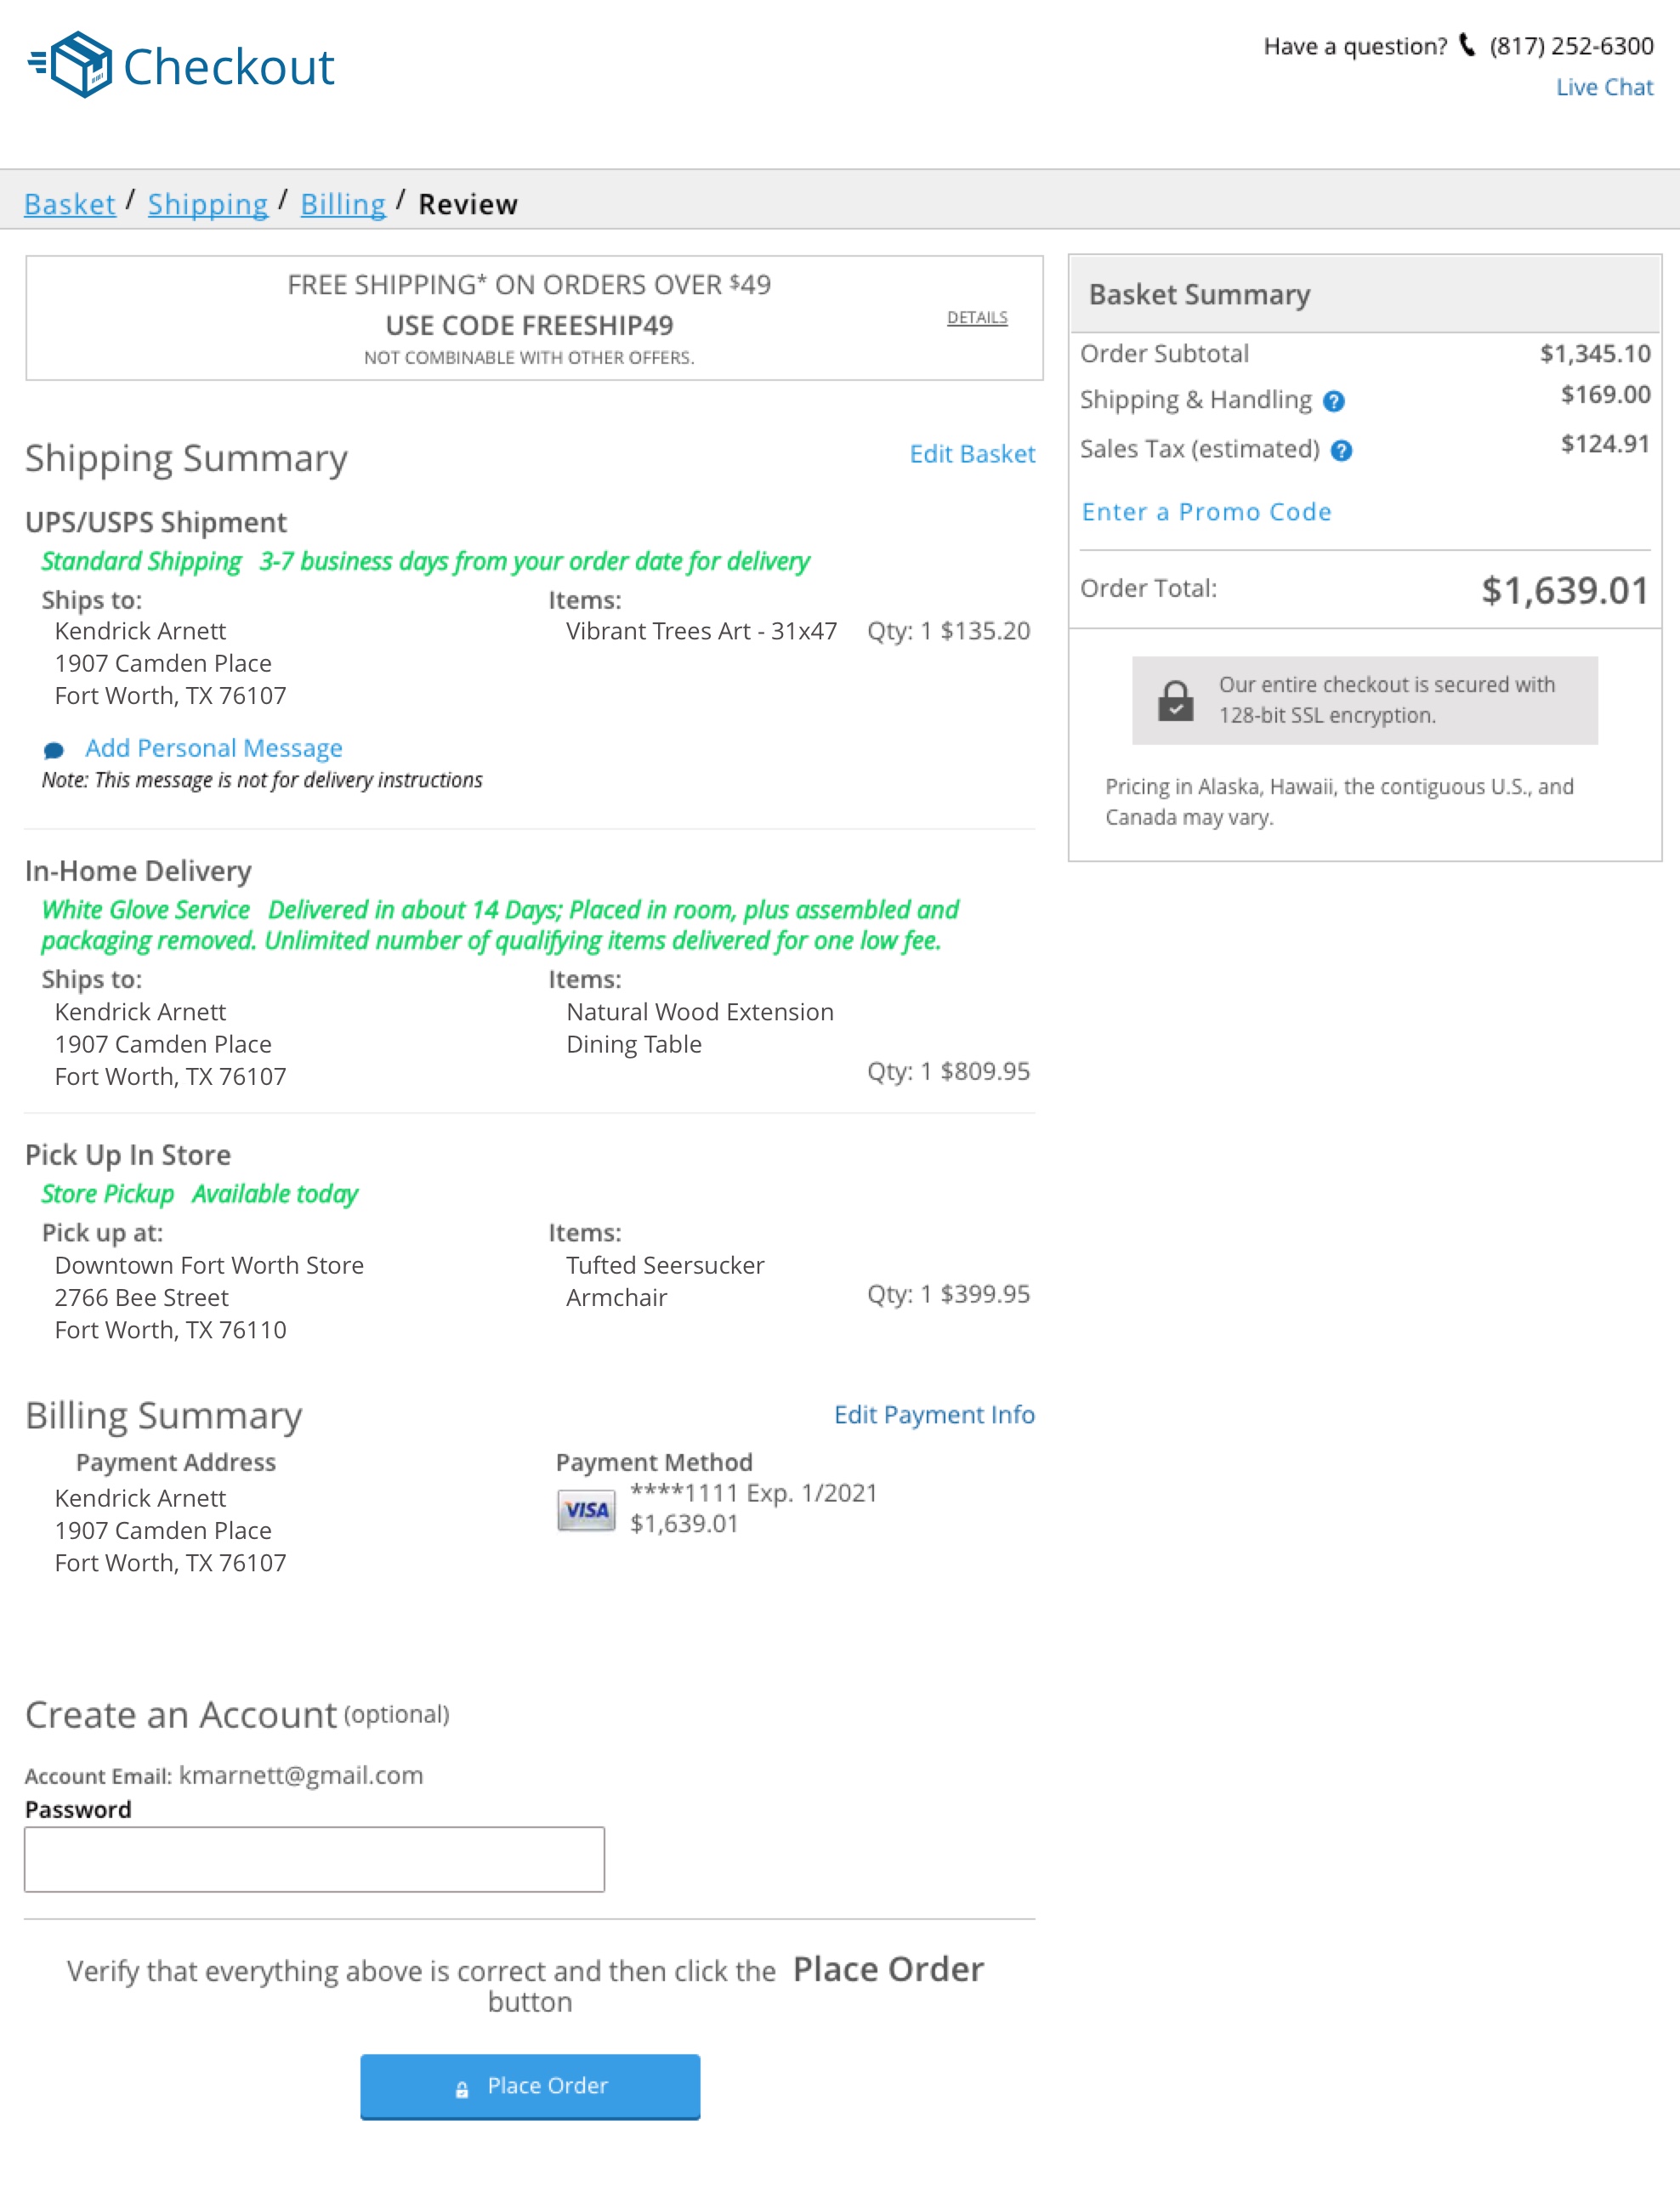 Checkout
Have a question? (817) 252-6300
Live Chat
Basket / Shipping / Billing / Review
FREE SHIPPING* ON ORDERS OVER $49
USE CODE FREESHIP49
NOT COMBINABLE WITH OTHER OFFERS.
DETAILS
Shipping Summary
Edit Basket
UPS/USPS Shipment
Standard Shipping 3-7 business days from your order date for delivery
Ships to:
Kendrick Arnett
1907 Camden Place
Fort Worth, TX 76107
Items:
Vibrant Trees Art - 31x47 Qty: 1 $135.20
Add Personal Message
Note: This message is not for delivery instructions
In-Home Delivery
White Glove Service Delivered in about 14 Days; Placed in room, plus assembled and
packaging removed. Unlimited number of qualifying items delivered for one low fee.
Ships to:
Kendrick Arnett
1907 Camden Place
Fort Worth, TX 76107
Items:
Natural Wood Extension
Dining Table
Qty: 1 $809.95
Pick Up In Store
Store Pickup Available today
Pick up at:
Downtown Fort Worth Store
2766 Bee Street
Fort Worth, TX 76110
Items:
Tufted Seersucker
Armchair
Qty: 1 $399.95
Billing Summary
Edit Payment Info
Payment Address
Kendrick Arnett
1907 Camden Place
Fort Worth, TX 76107
Payment Method
VISA
****1111 Exp. 1/2021
$1,639.01
Create an Account (optional)
Account Email: kmarnett@gmail.com
Password
Verify that everything above is correct and then click the Place Order
button
Place Order
Basket Summary
Order Subtotal $1,345.10
Shipping & Handling ? $169.00
Sales Tax (estimated) ? $124.91
Enter a Promo Code
Order Total: $1,639.01
Our entire checkout is secured with
128-bit SSL encryption.
Pricing in Alaska, Hawaii, the contiguous U.S., and
Canada may vary.